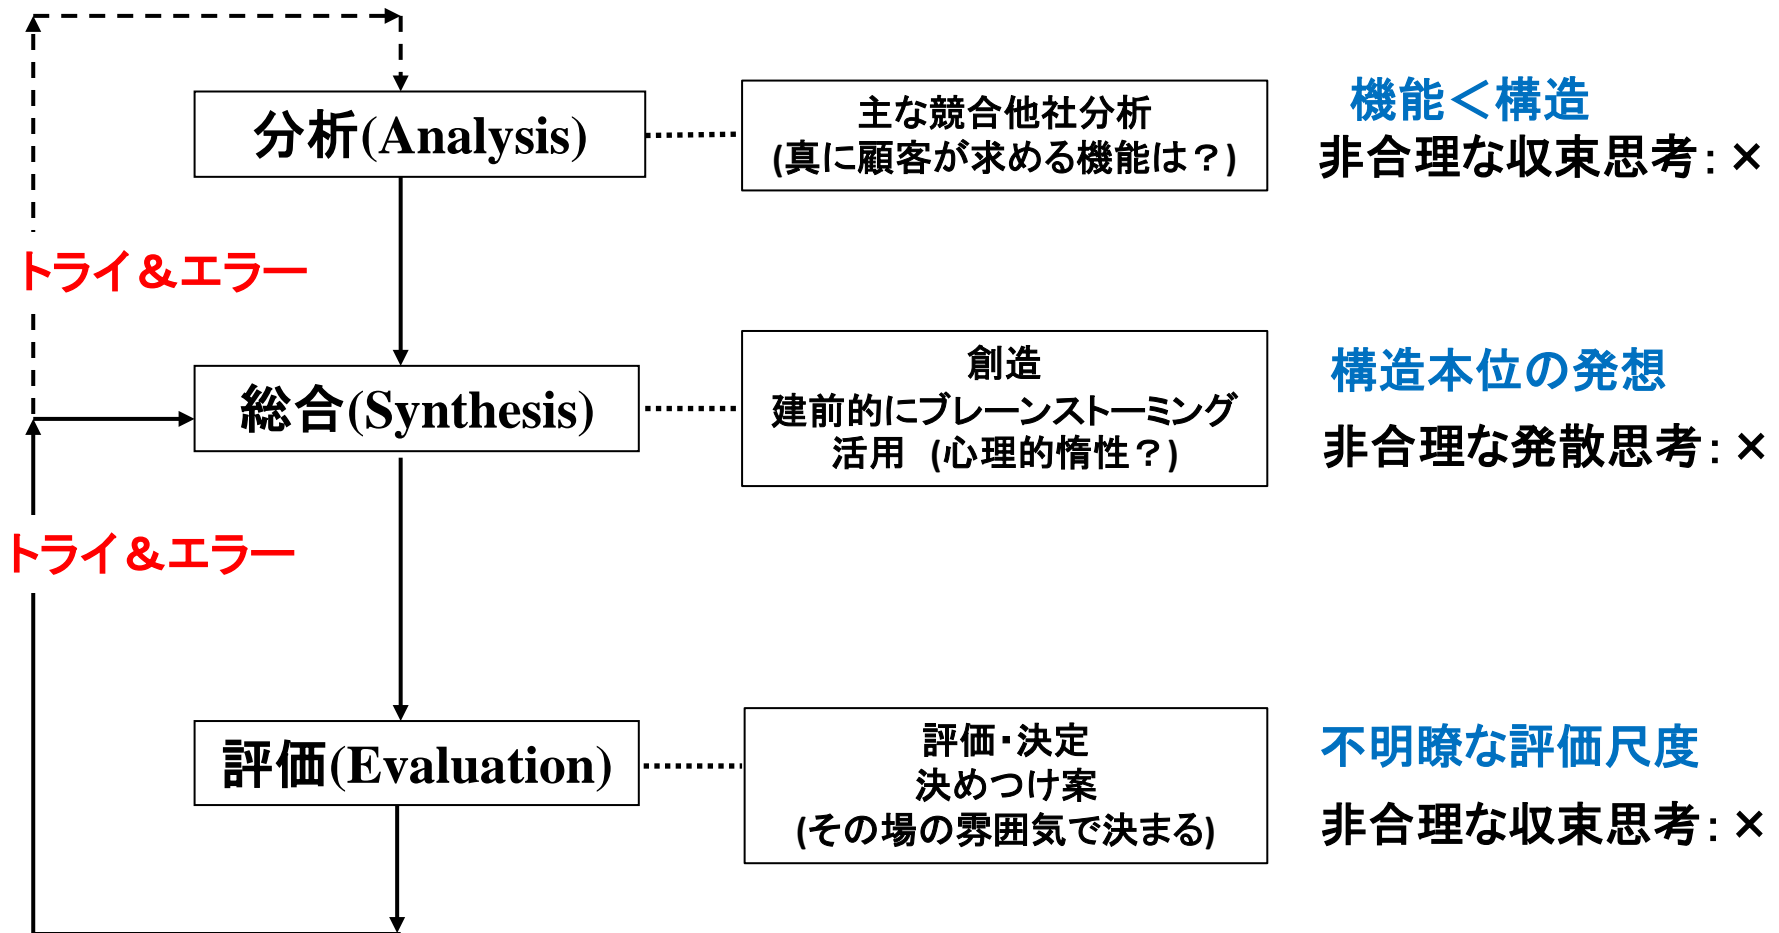 分析(Analysis)
主な競合他社分析
(真に顧客が求める機能は？)
機能＜構造
非合理な収束思考：×
トライ＆エラー
総合(Synthesis)
創造
建前的にブレーンストーミング
活用 (心理的惰性？)
構造本位の発想
非合理な発散思考：×
トライ＆エラー
評価(Evaluation)
評価・決定
決めつけ案
(その場の雰囲気で決まる)
不明瞭な評価尺度
非合理な収束思考：×